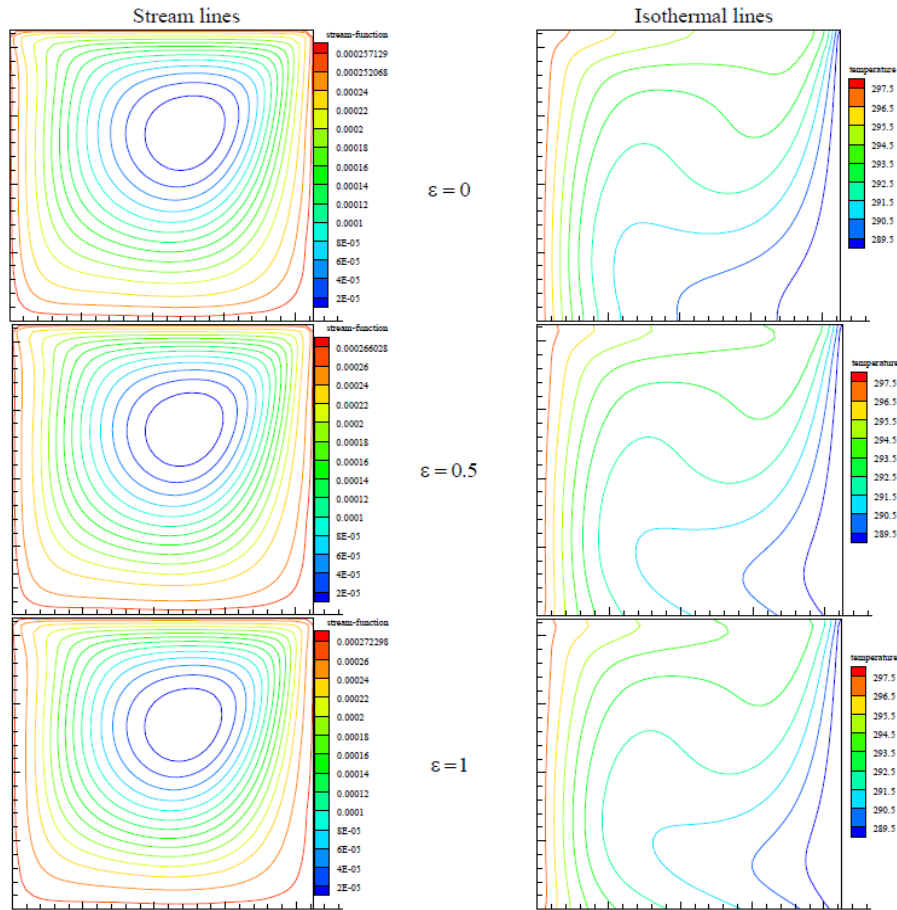 Stream lines
Isothermal lines
stream-function
0.000257129
0.000252068
0.00024
0.00022
0.0002
0.00018
0.00016
0.00014
0.00012
0.0001
8E-05
6E-05
4E-05
2E-05
ε = 0
temperature
297.5
296.5
295.5
294.5
293.5
292.5
291.5
290.5
289.5
stream-function
0.000266028
0.00026
0.00024
0.00022
0.0002
0.00018
0.00016
0.00014
0.00012
0.0001
8E-05
6E-05
4E-05
2E-05
ε = 0.5
temperature
297.5
296.5
295.5
294.5
293.5
292.5
291.5
290.5
289.5
stream-function
0.000272298
0.00026
0.00024
0.00022
0.0002
0.00018
0.00016
0.00014
0.00012
0.0001
8E-05
6E-05
4E-05
2E-05
ε = 1
temperature
297.5
296.5
295.5
294.5
293.5
292.5
291.5
290.5
289.5